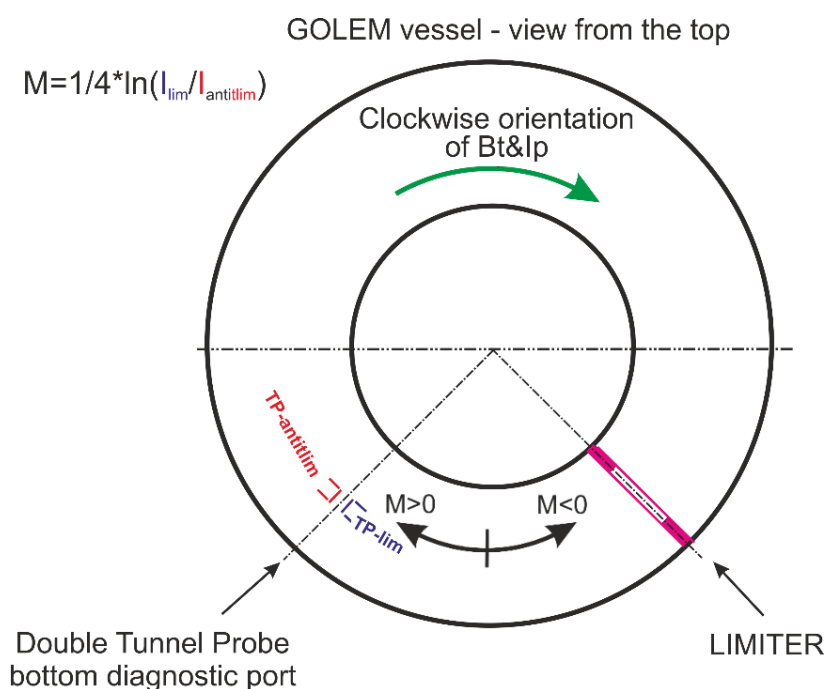 GOLEM vessel - view from the top
M=1/4*ln(Ilim/Iantitlim)
Clockwise orientation
of Bt&Ip
TP-antitlim
TP-lim
M>0
M<0
Double Tunnel Probe
bottom diagnostic port
LIMITER